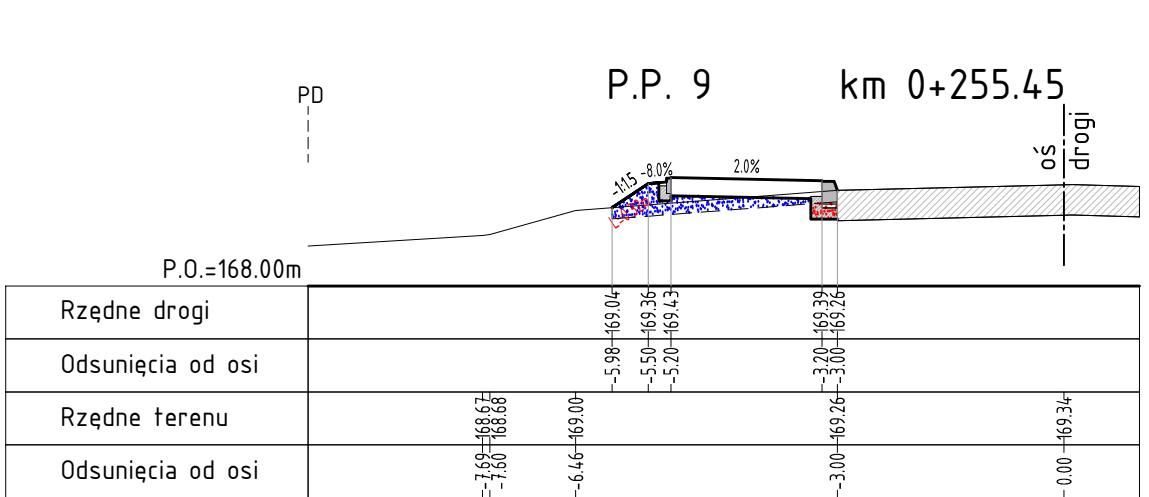 P.P. 9 km 0+255.45
PD
oś
drogi
-1:1.5 -8.0% 2.0%
P.O.=168.00m
Rzędne drogi 169.04 169.36 169.43 169.39 169.26
Odsunięcia od osi -5.98 -5.50 -5.20 -3.20 -3.00
Rzędne terenu 168.67 168.68 169.00 169.26 169.34
Odsunięcia od osi -7.69 -7.60 -6.46 -3.00 0.00